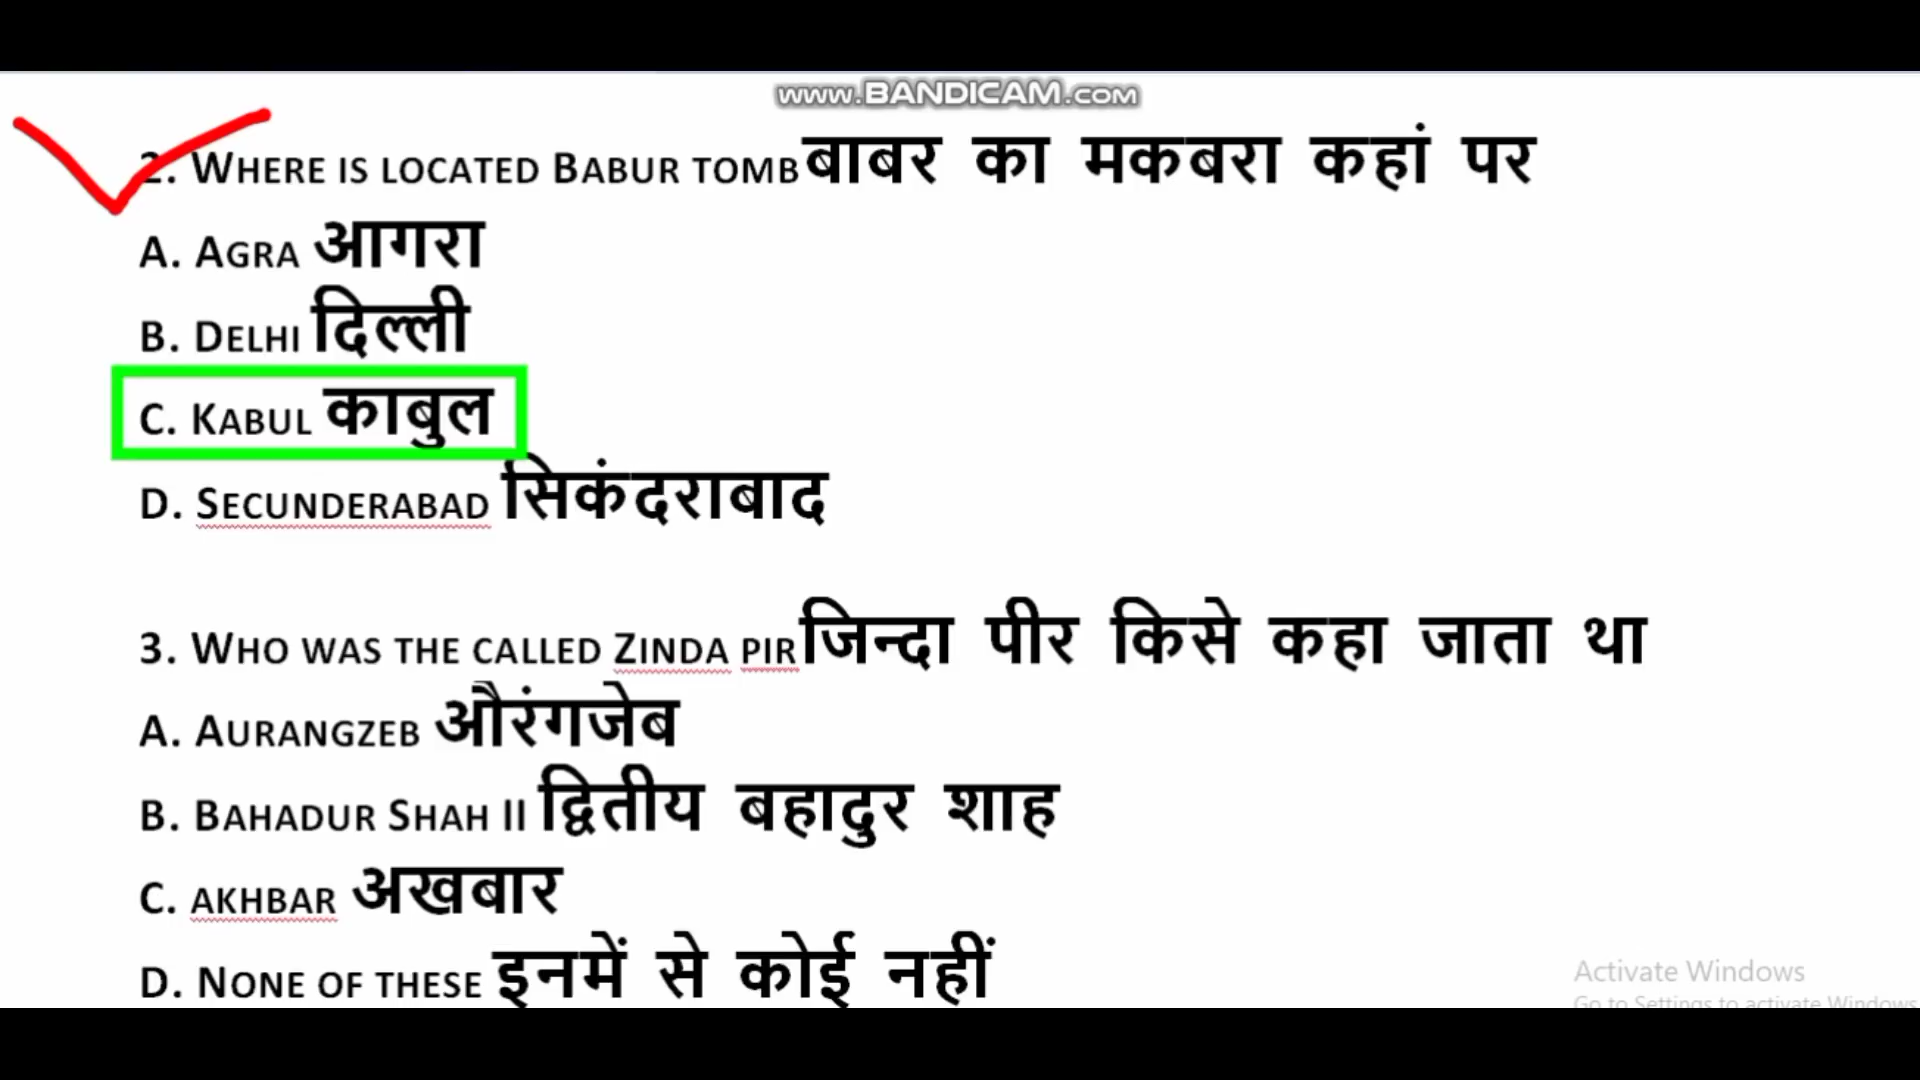 www.BANDICAM.com
2. WHERE IS LOCATED BABUR TOMB बाबर का मकबरा कहां पर
A. AGRA आगरा
B. DELHI दिल्ली
C. KABUL काबुल
D. SECUNDERABAD सिकंदराबाद
3. WHO WAS THE CALLED ZINDA PIR जिन्दा पीर किसे कहा जाता था
A. AURANGZEB औरंगजेब
B. BAHADUR SHAH II द्वितीय बहादुर शाह
C. AKHBAR अखबार
D. NONE OF THESE इनमें से कोई नहीं
Activate Windows
Go to Settings to activate Windows